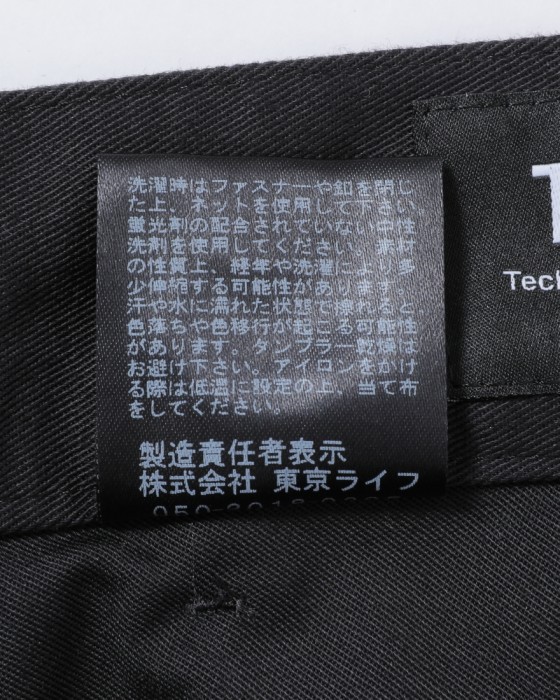 洗濯時はファスナーや釦を閉じ
た上、ネットを使用して下さい。
蛍光剤の配合されていない中性
洗剤を使用してください。素材
の性質上、経年や洗濯により多
少伸縮する可能性があります。
汗や水に濡れた状態で擦れると
色落ちや色移行が起こる可能性
があります。タンブラー乾燥は
お避け下さい。アイロンをかけ
る際は低温に設定の上、当て布
をしてください。
製造責任者表示
株式会社 東京ライフ
T
Tech